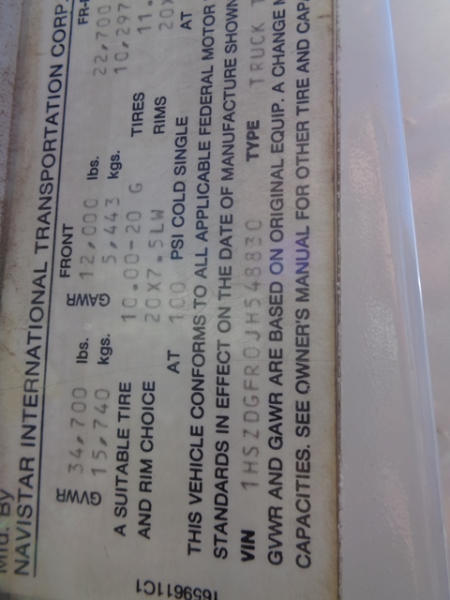 Mfd. By
NAVISTAR INTERNATIONAL TRANSPORTATION CORP.
FRONT
GVWR 34,700 lbs. GAWR 12,000 lbs. 22,700
15,740 kgs. 5,443 kgs. 10,297
A SUITABLE TIRE 10.00-20 G TIRES 11.
AND RIM CHOICE 20X7.5LW RIMS 20X
AT 100 PSI COLD SINGLE AT
THIS VEHICLE CONFORMS TO ALL APPLICABLE FEDERAL MOTOR
STANDARDS IN EFFECT ON THE DATE OF MANUFACTURE SHOWN
VIN 1HSZDGFR0JH548830 TYPE TRUCK
GVWR AND GAWR ARE BASED ON ORIGINAL EQUIP. A CHANGE
CAPACITIES. SEE OWNER'S MANUAL FOR OTHER TIRE AND
1659611C1